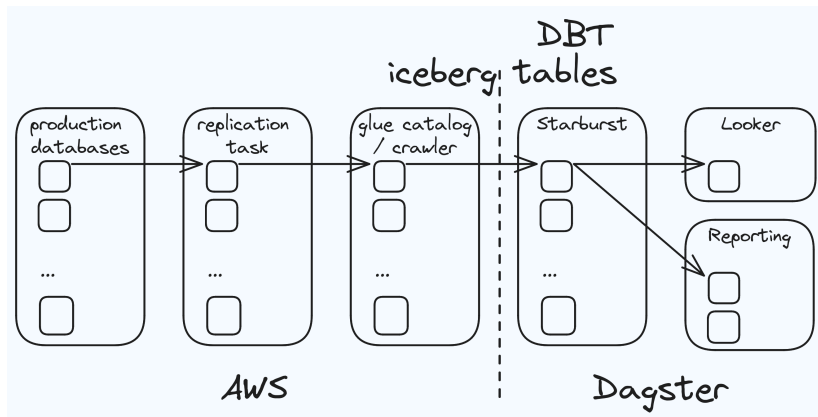 DBT
iceberg tables
production
databases
...
replication
task
...
glue catalog
/ crawler
...
Starburst
...
Looker
Reporting
AWS
Dagster